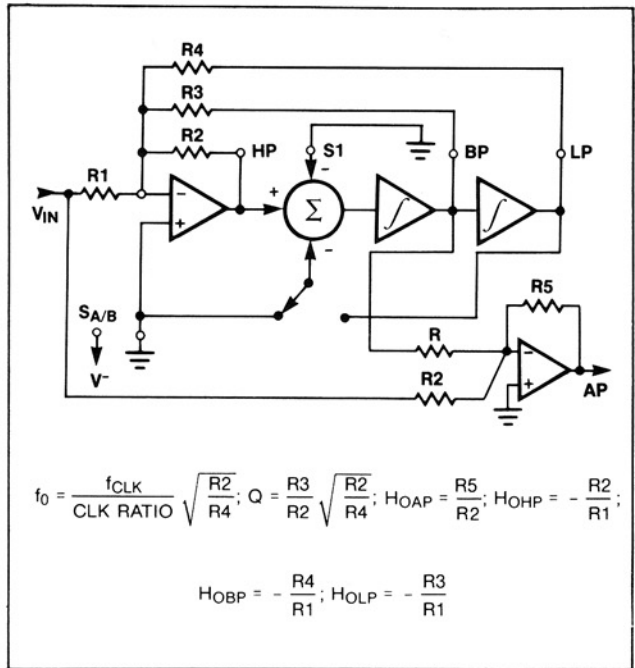 R4
R3
R2
HP
S1
BP
LP
R1
VIN
+
−
−
+
Σ
−
∫
∫
SA/B
V−
R
R2
R5
−
+
AP
f0 = fCLK / CLK RATIO √R2/R4; Q = R3/R2 √R2/R4; HOAP = R5/R2; HOHP = − R2/R1;
HOBP = − R4/R1; HOLP = − R3/R1